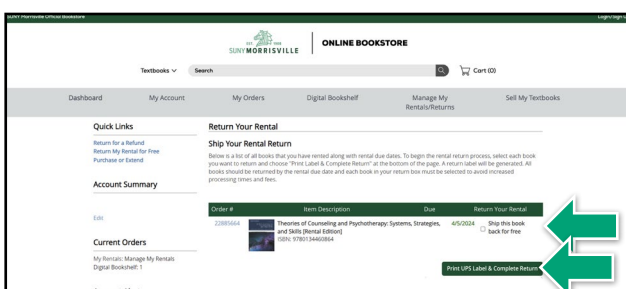 SUNY Morrisville Official Bookstore
Login/Sign U
EST 1908
SUNY MORRISVILLE
ONLINE BOOKSTORE
Textbooks
Search
Cart (0)
Dashboard
My Account
My Orders
Digital Bookshelf
Manage My
Rentals/Returns
Sell My Textbooks
Quick Links
Return for a Refund
Return My Rental for Free
Purchase or Extend
Account Summary
Edit
Current Orders
My Rentals: Manage My Rentals
Digital Bookshelf: 1
Return Your Rental
Ship Your Rental Return
Below is a list of all books that you have rented along with rental due dates. To begin the rental return process, select each book
you want to return and choose "Print Label & Complete Return" at the bottom of the page. A return label will be generated. All
books should be returned by the rental due date and each book in your return box must be selected to avoid increased
processing times and fees.
Order # Item Description Due Return Your Rental
22885664 Theories of Counseling and Psychotherapy: Systems, Strategies, 4/5/2024 Ship this book
and Skills [Rental Edition] back for free
ISBN: 9780134460864
Print UPS Label & Complete Return